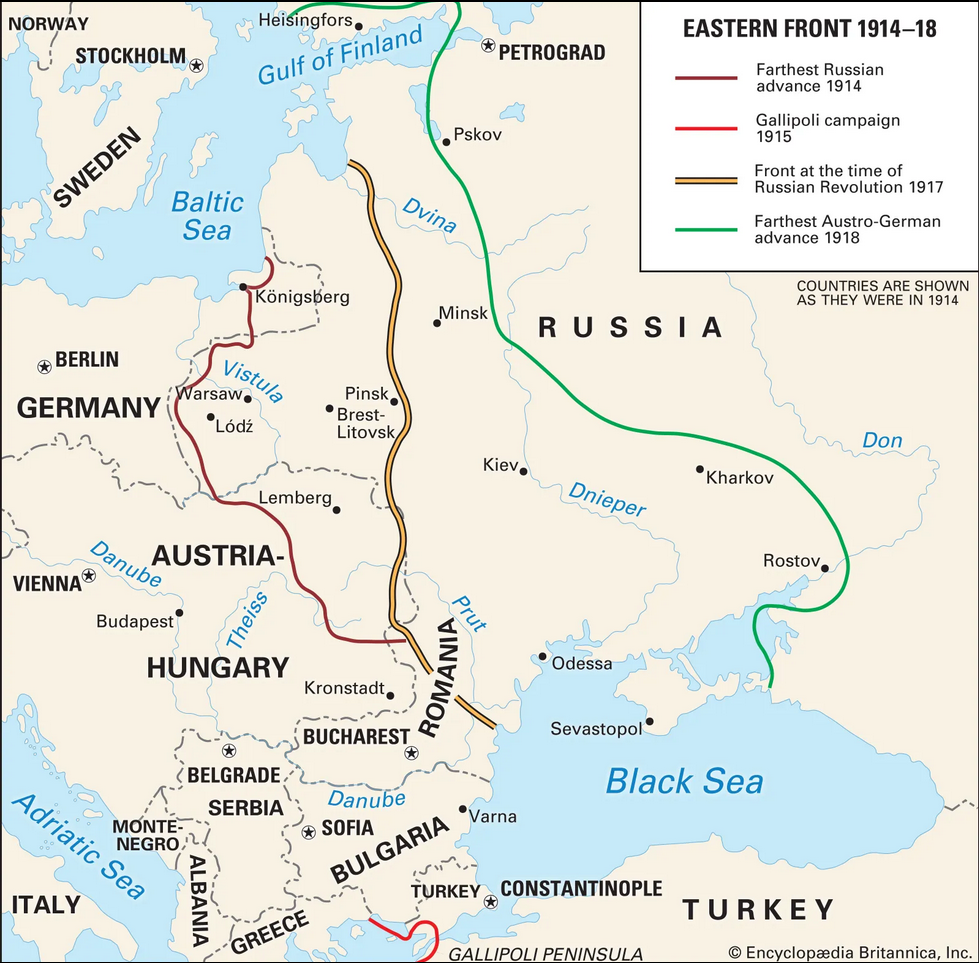 NORWAY
Heisingfors
STOCKHOLM
Gulf of Finland
PETROGRAD
EASTERN FRONT 1914–18
Farthest Russian
advance 1914
Gallipoli campaign
1915
Front at the time of
Russian Revolution 1917
Farthest Austro-German
advance 1918
COUNTRIES ARE SHOWN
AS THEY WERE IN 1914
Pskov
SWEDEN
Baltic
Sea
Dvina
Königsberg
Minsk
RUSSIA
BERLIN
Vistula
GERMANY
Warsaw
Pinsk
Brest-
Litovsk
Lódź
Don
Kiev
Kharkov
Dnieper
Lemberg
AUSTRIA-
Danube
VIENNA
Rostov
Budapest
Theiss
Prut
HUNGARY
ROMANIA
Odessa
Kronstadt
Sevastopol
BUCHAREST
BELGRADE
Black Sea
SERBIA
Danube
Adriatic Sea
MONTE-
NEGRO
SOFIA
BULGARIA
Varna
ALBANIA
TURKEY
CONSTANTINOPLE
ITALY
GREECE
TURKEY
GALLIPOLI PENINSULA
© Encyclopædia Britannica, Inc.